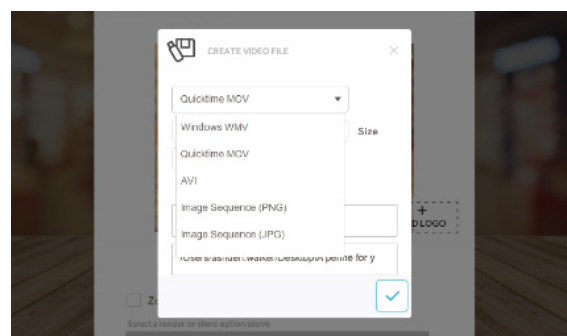 CREATE VIDEO FILE
Quicktime MOV
Windows WMV
Size
Quicktime MOV
AVI
Image Sequence (PNG)
Image Sequence (JPG)
+
LOGO
for y
Select a render or share option above